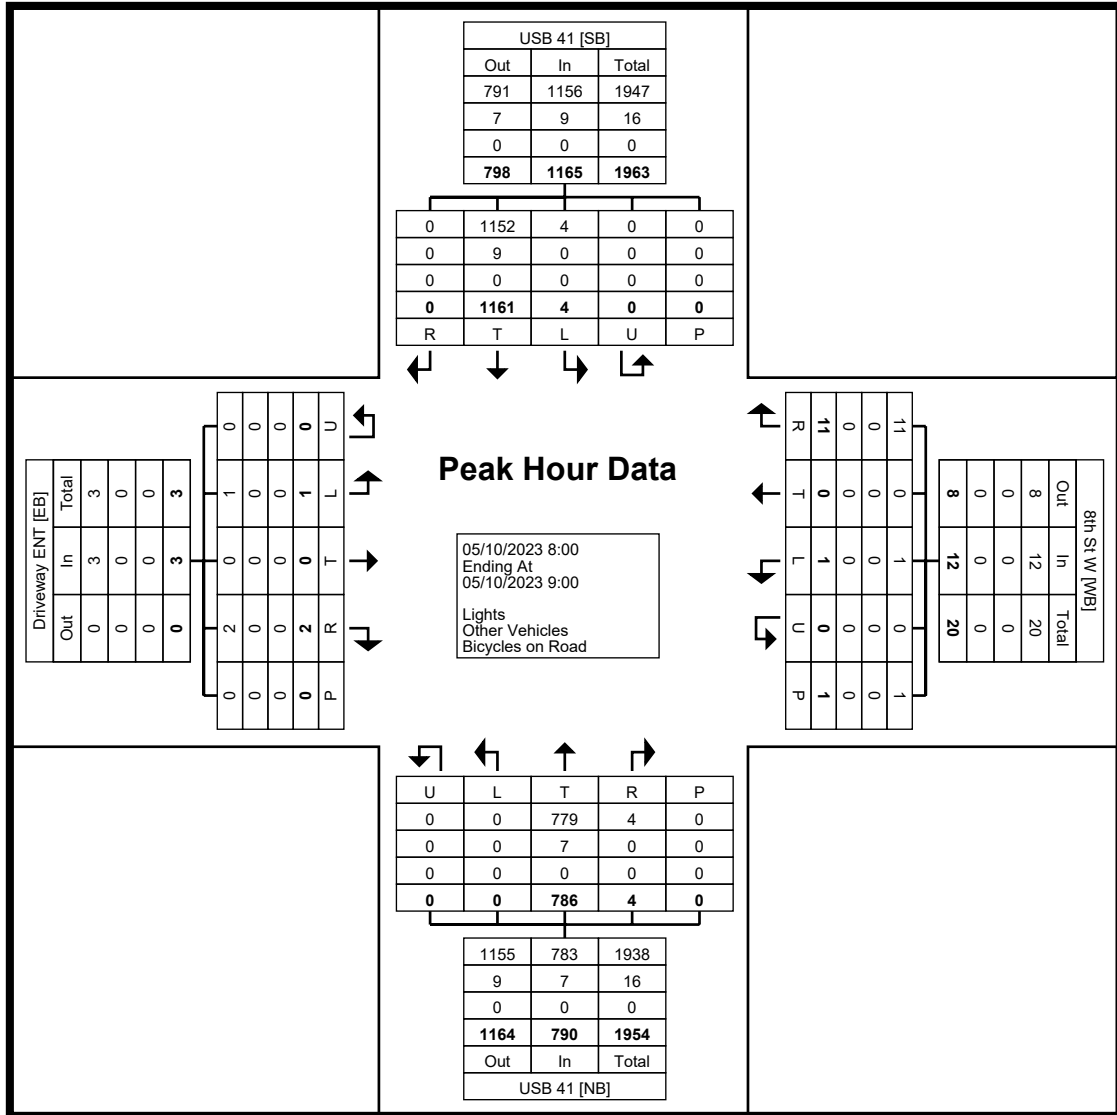 USB 41 [SB]
Out In Total
791 1156 1947
7 9 16
0 0 0
798 1165 1963
0 1152 4 0 0
0 9 0 0 0
0 0 0 0 0
0 1161 4 0 0
R T L U P
Driveway ENT [EB]
Out In Total
0 3 3
0 0 0
0 0 0
0 3 3
0 2 0 1 0
0 0 0 0 0
0 0 0 0 0
0 2 0 1 0
P R T L U
Peak Hour Data
05/10/2023 8:00
Ending At
05/10/2023 9:00
Lights
Other Vehicles
Bicycles on Road
8th St W [WB]
Out In Total
8 12 20
0 0 0
0 0 0
8 12 20
11 0 1 0 1
0 0 0 0 0
0 0 0 0 0
11 0 1 0 1
R T L U P
U L T R P
0 0 779 4 0
0 0 7 0 0
0 0 0 0 0
0 0 786 4 0
1155 783 1938
9 7 16
0 0 0
1164 790 1954
Out In Total
USB 41 [NB]